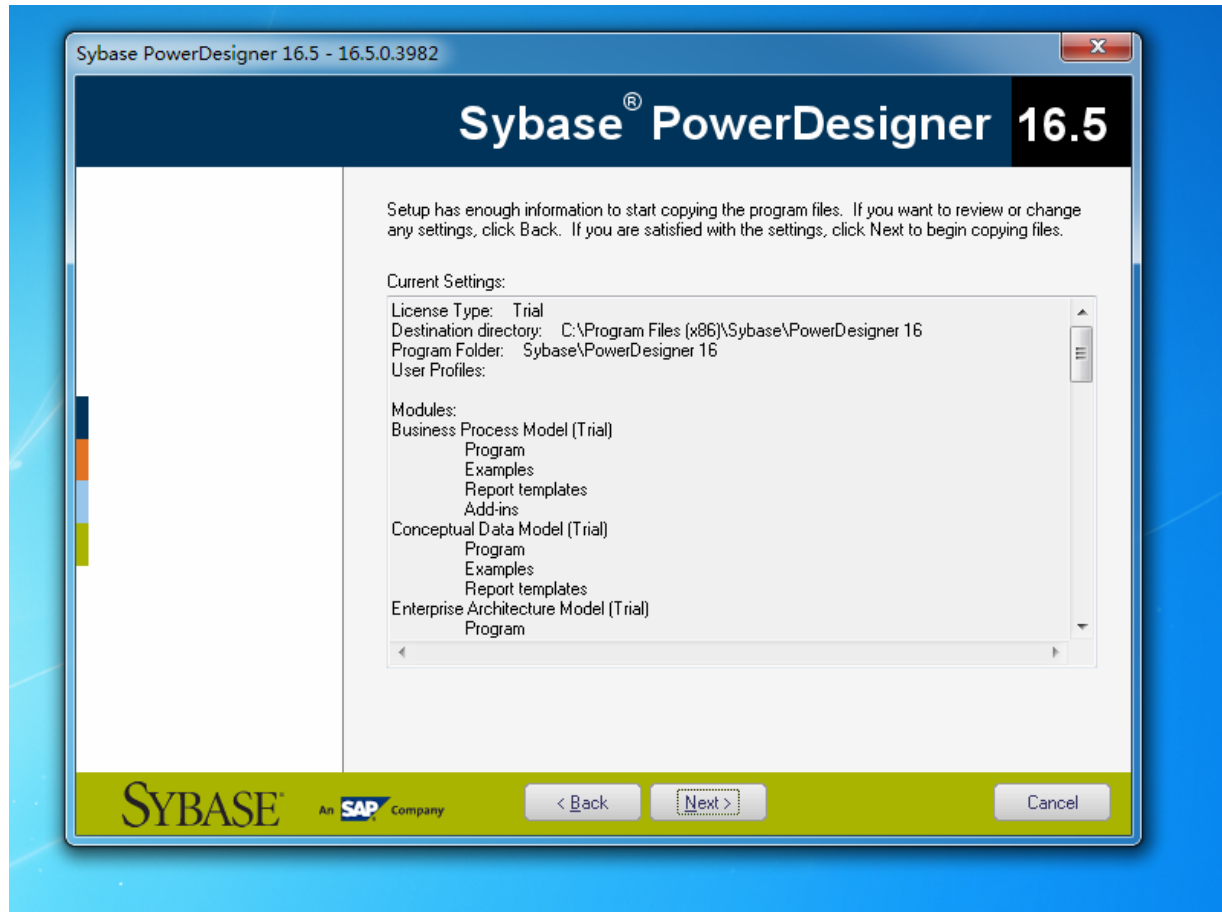 Sybase PowerDesigner 16.5 - 16.5.0.3982
Sybase® PowerDesigner 16.5
Setup has enough information to start copying the program files. If you want to review or change
any settings, click Back. If you are satisfied with the settings, click Next to begin copying files.
Current Settings:
License Type: Trial
Destination directory: C:\Program Files (x86)\Sybase\PowerDesigner 16
Program Folder: Sybase\PowerDesigner 16
User Profiles:
Modules:
Business Process Model (Trial)
Program
Examples
Report templates
Add-ins
Conceptual Data Model (Trial)
Program
Examples
Report templates
Enterprise Architecture Model (Trial)
Program
SYBASE® An SAP Company
< Back
Next >
Cancel